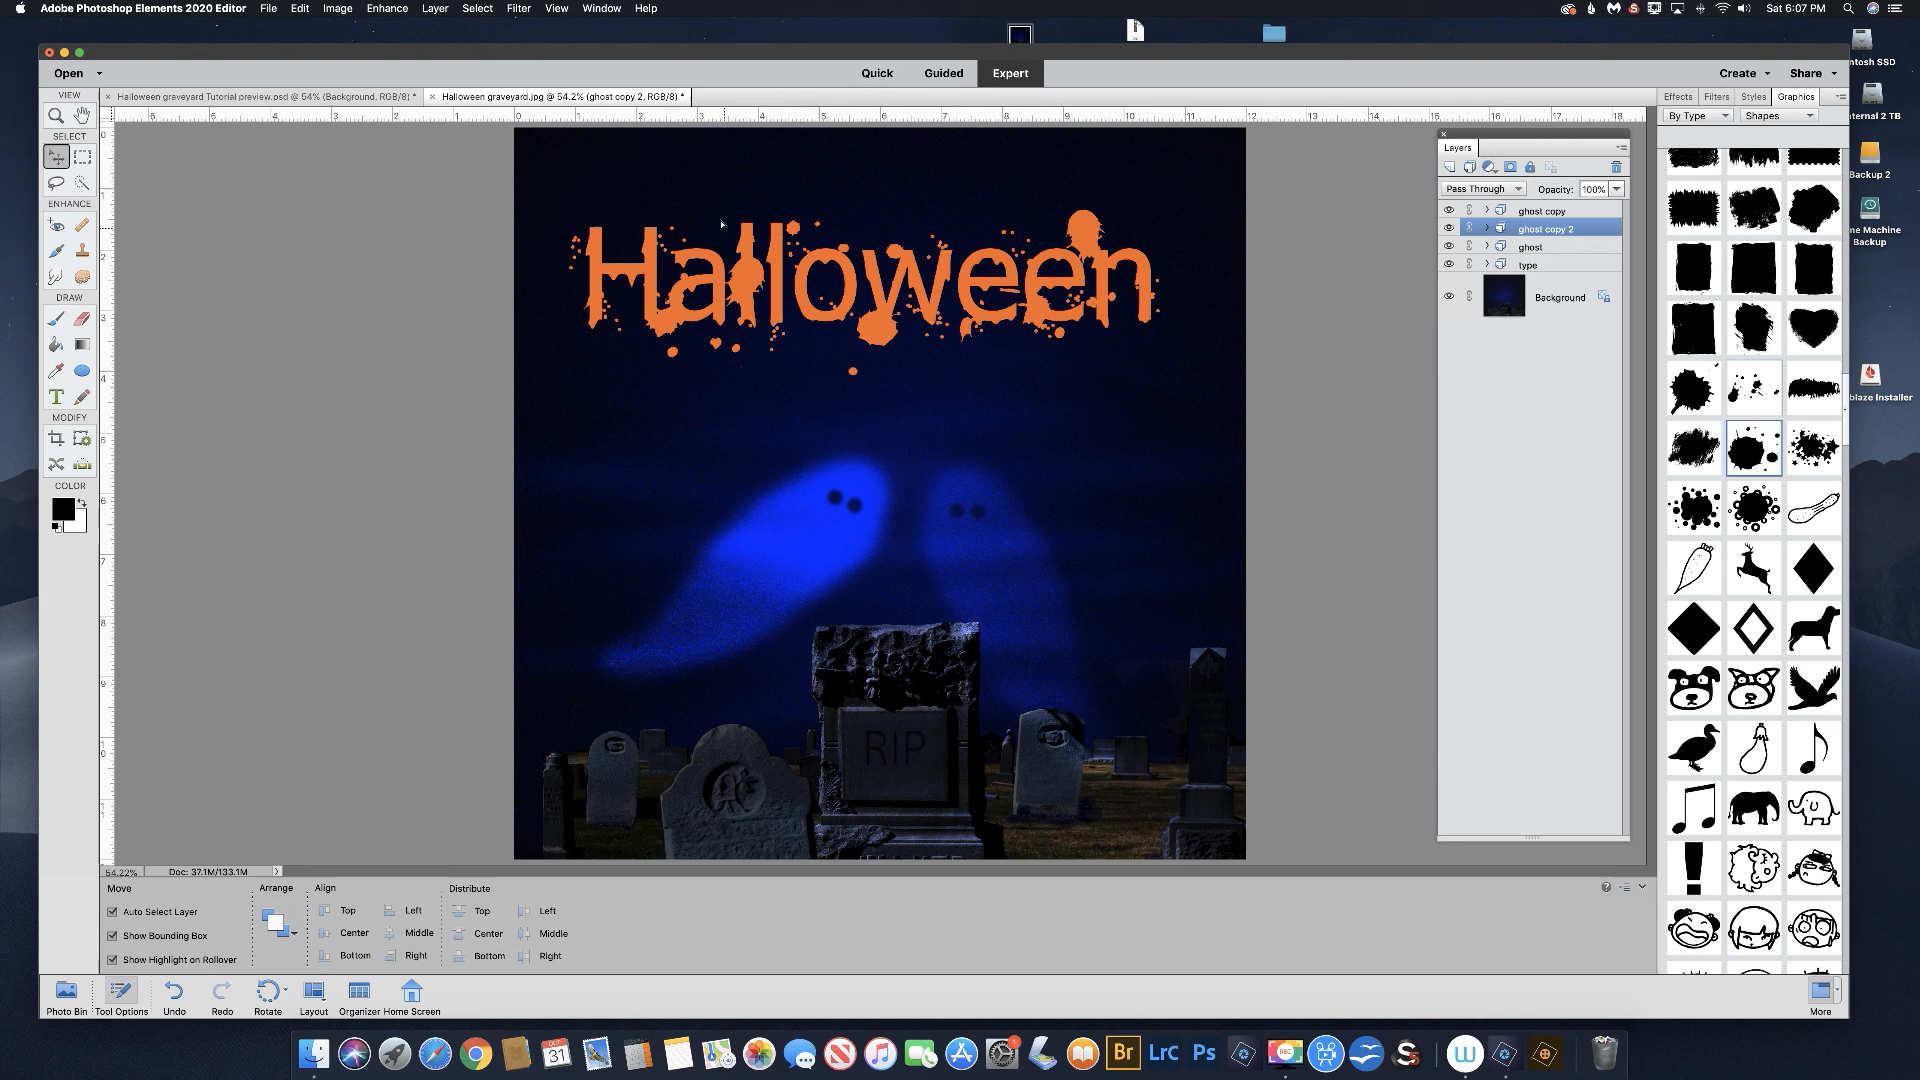 Adobe Photoshop Elements 2020 Editor File Edit Image Enhance Layer Select Filter View Window Help
Sat 6:07 PM
Open
Quick Guided Expert
Create Share
VIEW
Halloween graveyard Tutorial preview.psd @ 54% (Background, RGB/8) *
Halloween graveyard.jpg @ 54.2% (ghost copy 2, RGB/8) *
Effects Filters Styles Graphics
By Type Shapes
SELECT
ENHANCE
DRAW
MODIFY
COLOR
Halloween
RIP
Layers
Pass Through Opacity: 100%
ghost copy
ghost copy 2
ghost
type
Background
ntosh SSD
ternal 2 TB
Backup 2
me Machine
Backup
blaze Installer
54.22% Doc: 37.1M/133.1M
Move Arrange Align Distribute
Auto Select Layer Top Left Top Left
Show Bounding Box Center Middle Center Middle
Show Highlight on Rollover Bottom Right Bottom Right
Photo Bin Tool Options Undo Redo Rotate Layout Organizer Home Screen More
OCT
31
REC
Br LrC Ps